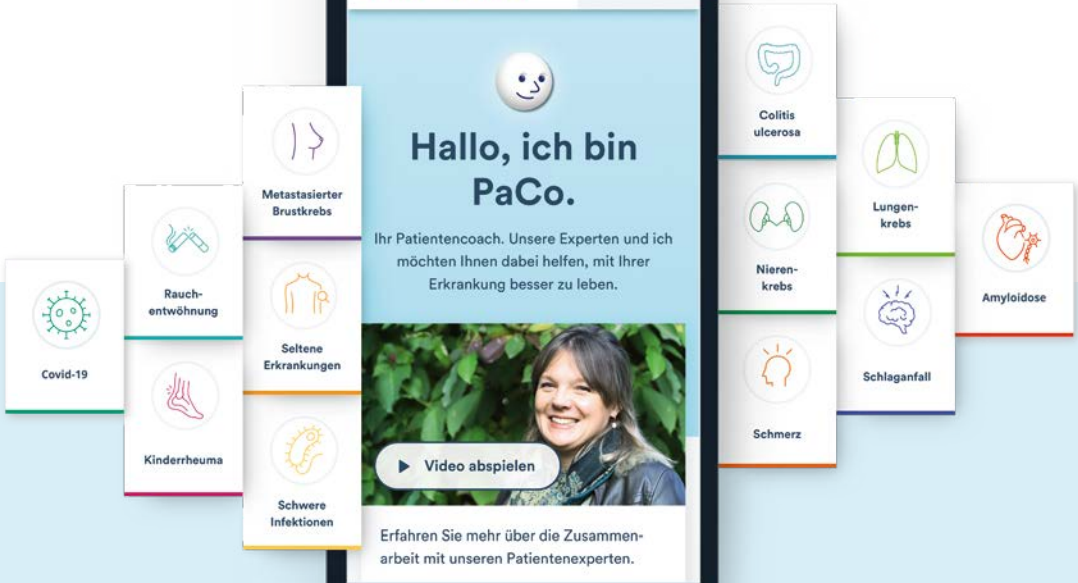 Covid-19
Rauch-
entwöhnung
Kinderrheuma
Metastasierter
Brustkrebs
Seltene
Erkrankungen
Schwere
Infektionen
Hallo, ich bin
PaCo.
Ihr Patientencoach. Unsere Experten und ich
möchten Ihnen dabei helfen, mit Ihrer
Erkrankung besser zu leben.
Video abspielen
Erfahren Sie mehr über die Zusammen-
arbeit mit unseren Patientenexperten.
Colitis
ulcerosa
Nieren-
krebs
Schmerz
Lungen-
krebs
Schlaganfall
Amyloidose